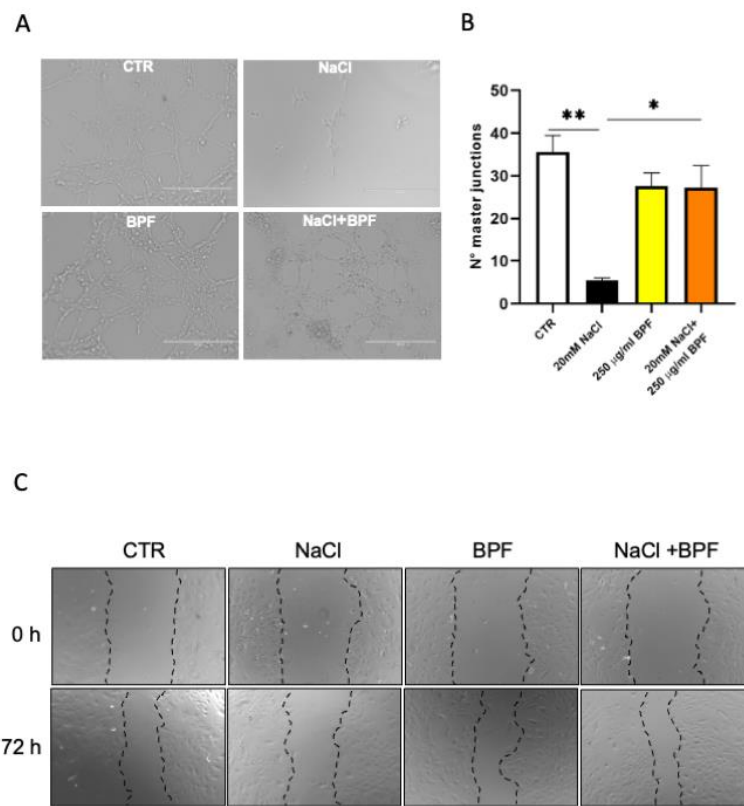 A
CTR
NaCl
BPF
NaCl+BPF
B
** *
50
40
30
20
10
0
N° master junctions
CTR
20mM NaCl
250 µg/ml BPF
20mM NaCl+
250 µg/ml BPF
C
CTR NaCl BPF NaCl +BPF
0 h
72 h